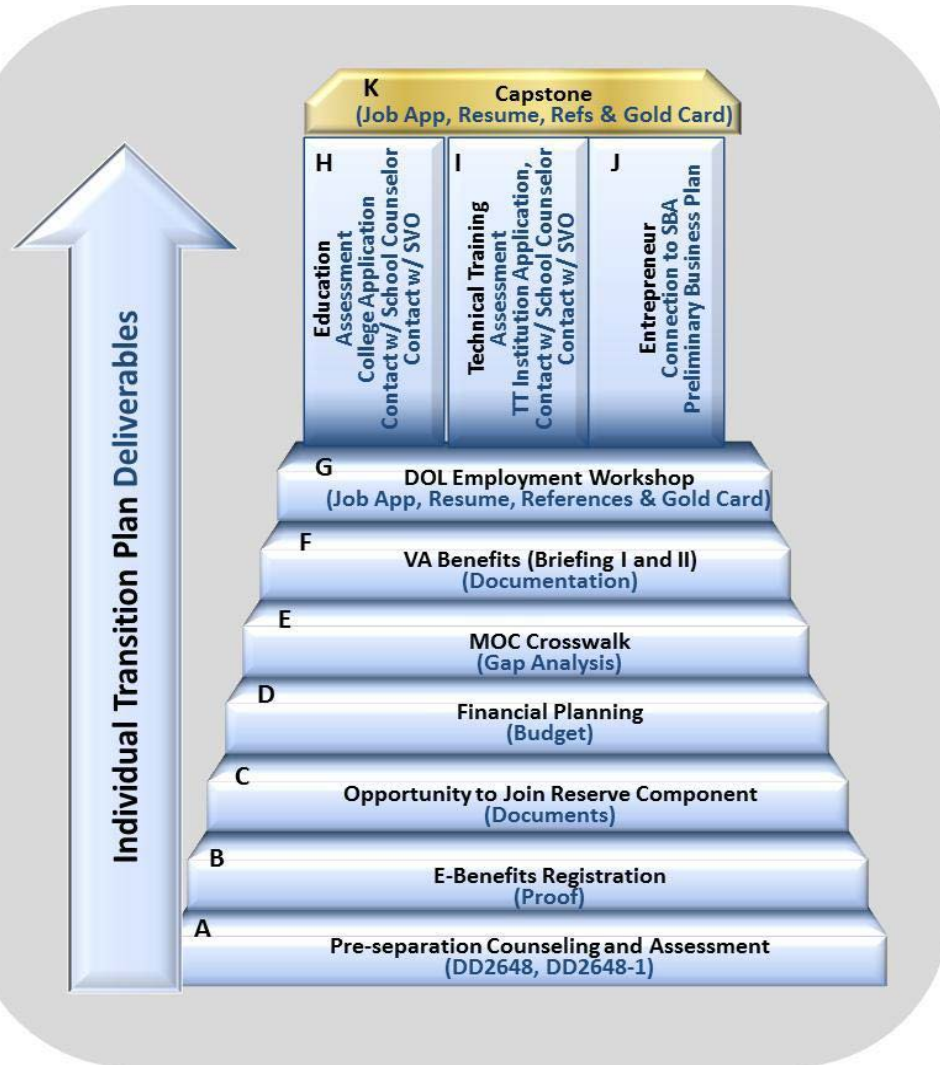 K
Capstone
(Job App, Resume, Refs & Gold Card)
H
Education
Assessment
College Application
Contact w/ School Counselor
Contact w/ SVO
I
Technical Training
Assessment
TT Institution Application,
Contact w/ School Counselor
Contact w/ SVO
J
Entrepreneur
Connection to SBA
Preliminary Business Plan
Individual Transition Plan Deliverables
G
DOL Employment Workshop
(Job App, Resume, References & Gold Card)
F
VA Benefits (Briefing I and II)
(Documentation)
E
MOC Crosswalk
(Gap Analysis)
D
Financial Planning
(Budget)
C
Opportunity to Join Reserve Component
(Documents)
B
E-Benefits Registration
(Proof)
A
Pre-separation Counseling and Assessment
(DD2648, DD2648-1)